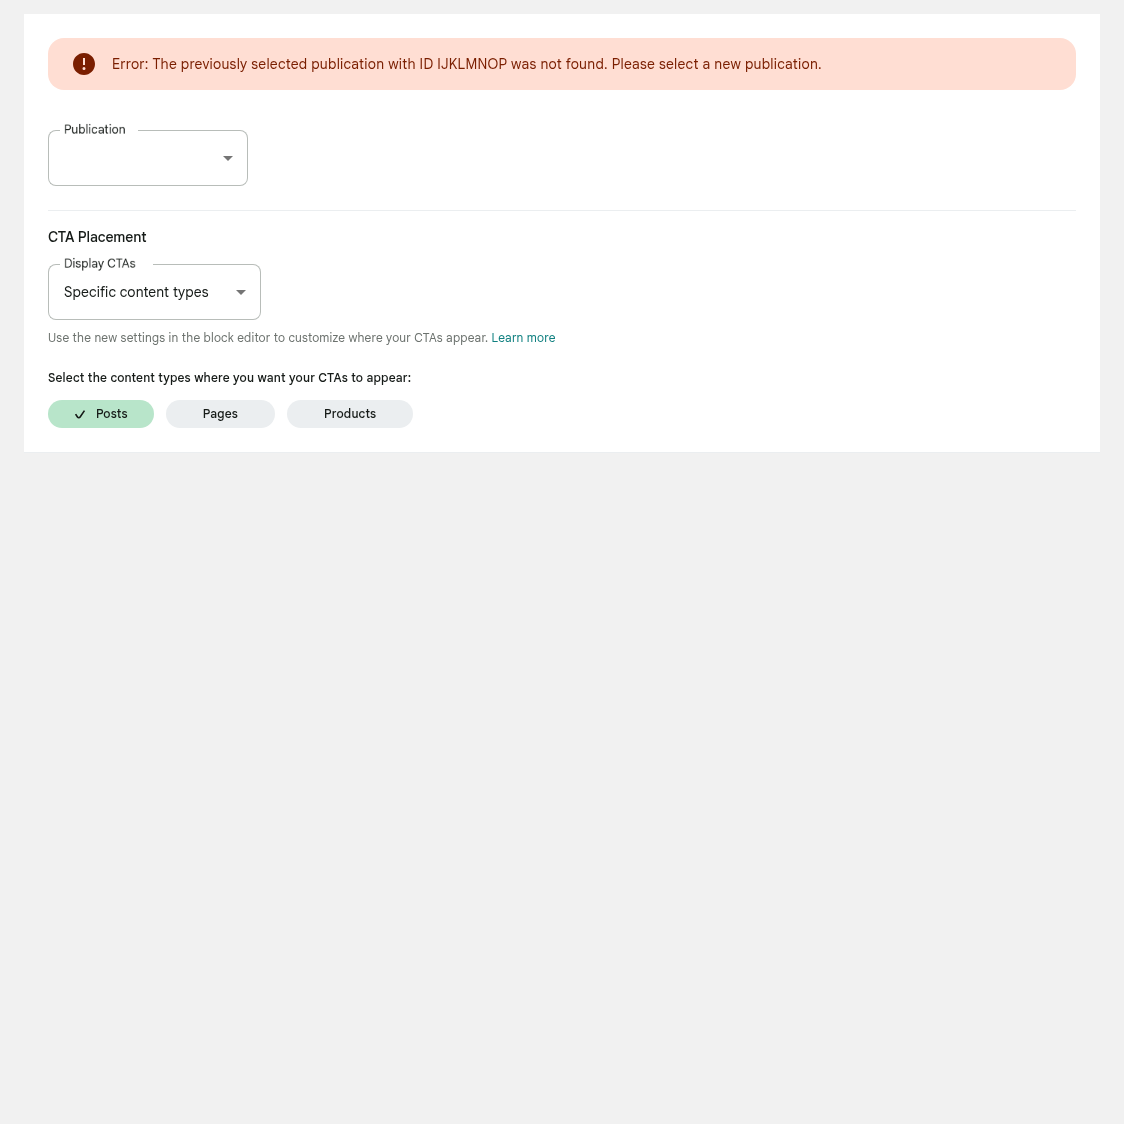 Error: The previously selected publication with ID IJKLMNOP was not found. Please select a new publication.
Publication
CTA Placement
Display CTAs
Specific content types
Use the new settings in the block editor to customize where your CTAs appear. Learn more
Select the content types where you want your CTAs to appear:
Posts Pages Products